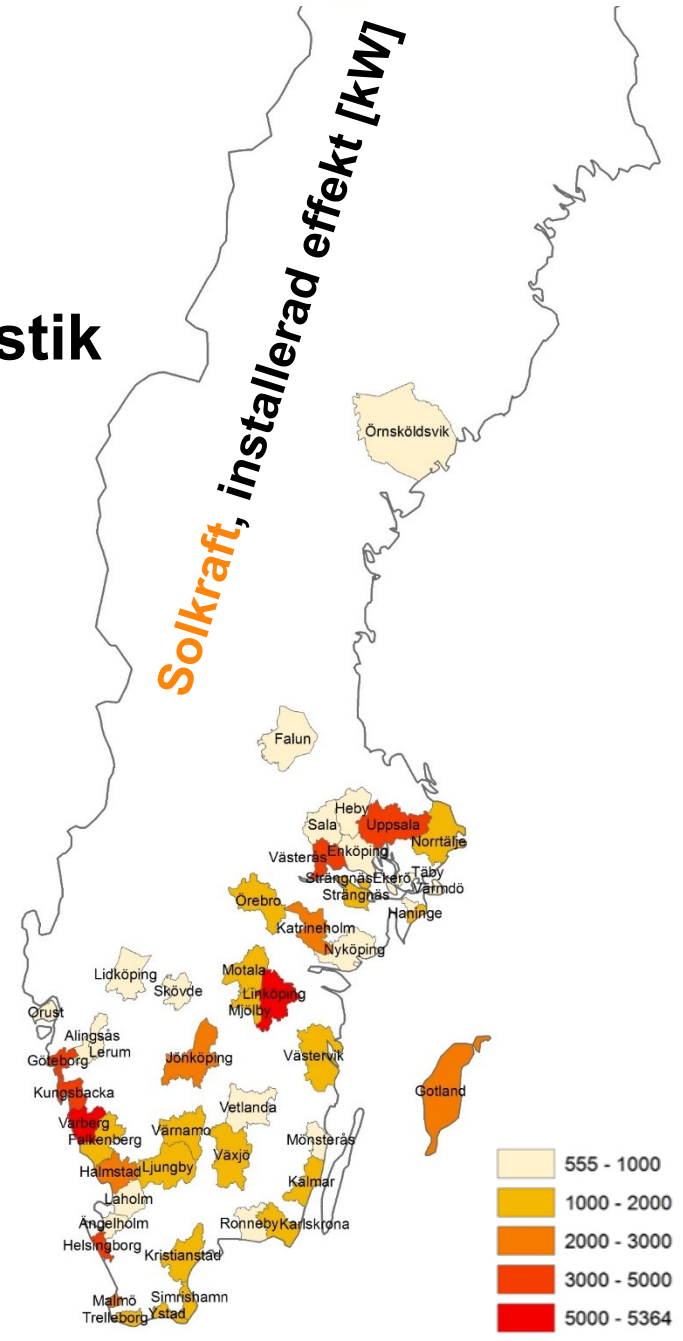 Solkraft, installerad effekt [kW]
stik
Örnsköldsvik
Falun
Heby
Sala
Uppsala
Norrtälje
Västerås
Enköping
Täby
Strängnäs
Ekerö
Värmdö
Strängnäs
Örebro
Haninge
Katrineholm
Nyköping
Motala
Lidköping
Skövde
Linköping
Mjölby
Orust
Alingsås
Lerum
Göteborg
Jönköping
Västervik
Kungsbacka
Gotland
Vetlanda
Varberg
Värnamo
Falkenberg
Mönsterås
Växjö
Halmstad
Ljungby
Kalmar
Laholm
Ängelholm
Ronneby
Karlskrona
Helsingborg
Kristianstad
Malmö
Simrishamn
Trelleborg
Ystad
555 - 1000
1000 - 2000
2000 - 3000
3000 - 5000
5000 - 5364